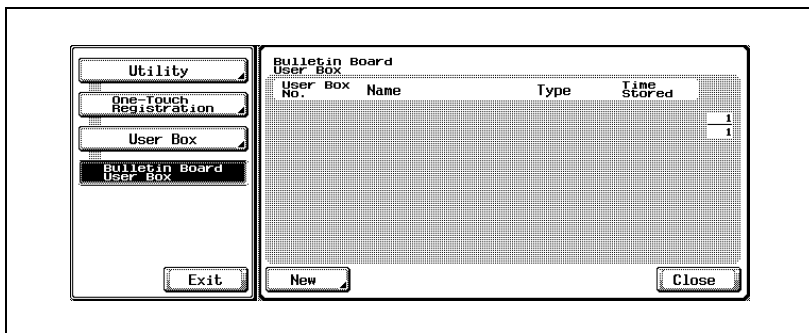 Utility
One-Touch
Registration
User Box
Bulletin Board
User Box
Exit
Bulletin Board
User Box
User Box
No.
Name
Type
Time
Stored
1
1
New
Close